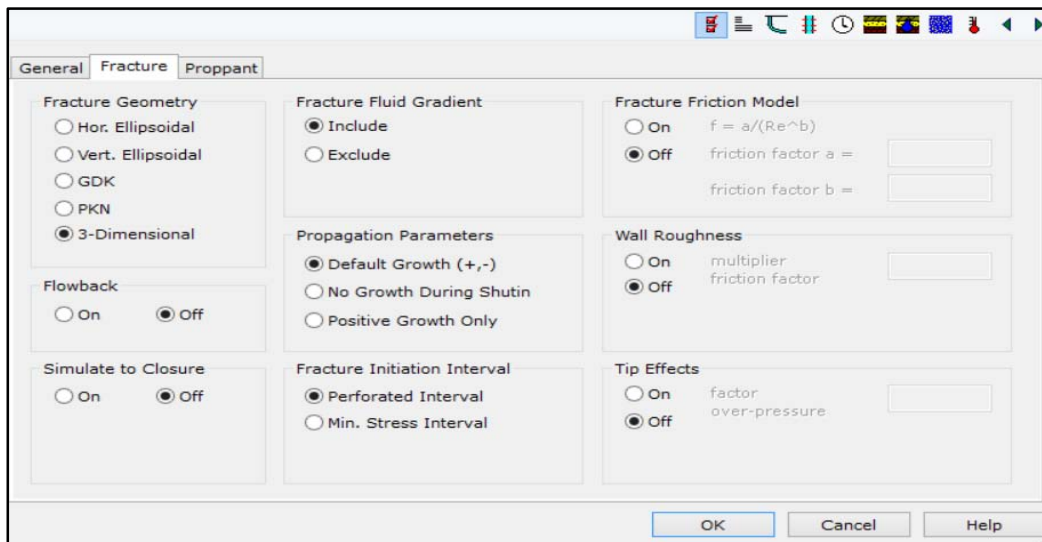 General Fracture Proppant
Fracture Geometry
Hor. Ellipsoidal
Vert. Ellipsoidal
GDK
PKN
3-Dimensional
Flowback
On Off
Simulate to Closure
On Off
Fracture Fluid Gradient
Include
Exclude
Propagation Parameters
Default Growth (+,-)
No Growth During Shutin
Positive Growth Only
Fracture Initiation Interval
Perforated Interval
Min. Stress Interval
Fracture Friction Model
On f = a/(Re^b)
Off friction factor a =
friction factor b =
Wall Roughness
On multiplier
Off friction factor
Tip Effects
On factor
Off over-pressure
OK Cancel Help